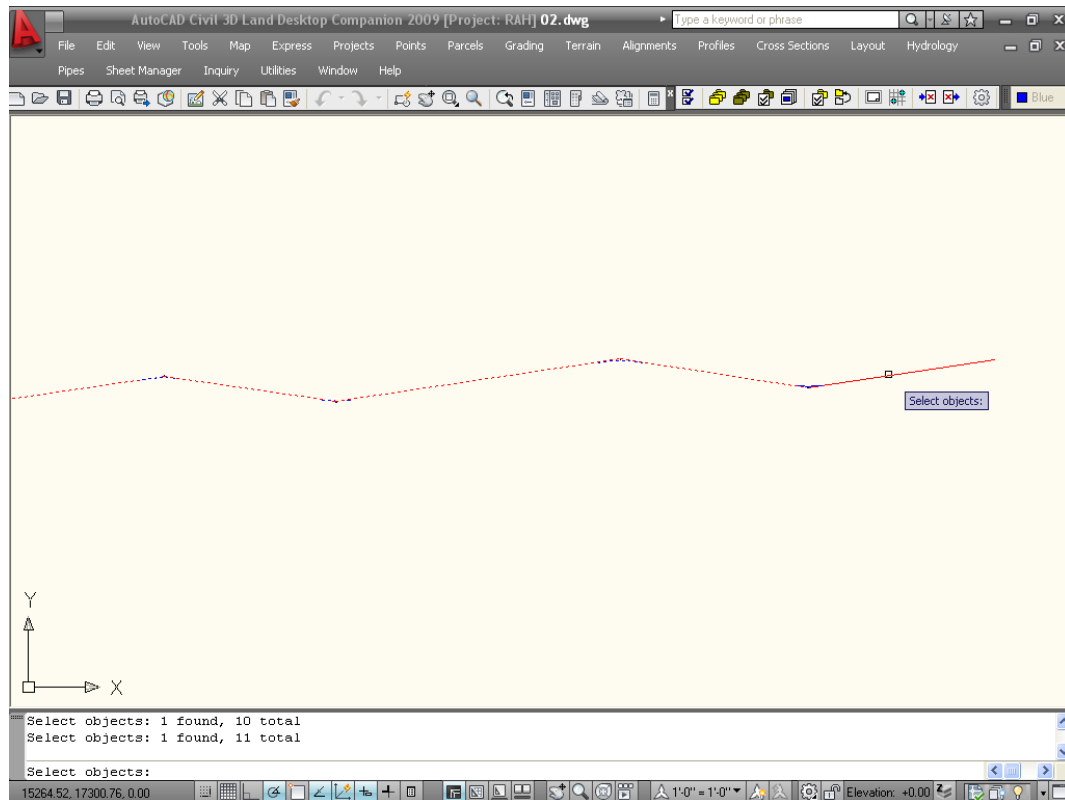 AutoCAD Civil 3D Land Desktop Companion 2009 [Project: RAH] 02.dwg Type a keyword or phrase
File Edit View Tools Map Express Projects Points Parcels Grading Terrain Alignments Profiles Cross Sections Layout Hydrology
Pipes Sheet Manager Inquiry Utilities Window Help
Blue
Select objects:
Y
X
Select objects: 1 found, 10 total
Select objects: 1 found, 11 total
Select objects:
15264.52, 17300.76, 0.00 1'-0" = 1'-0" Elevation: +0.00